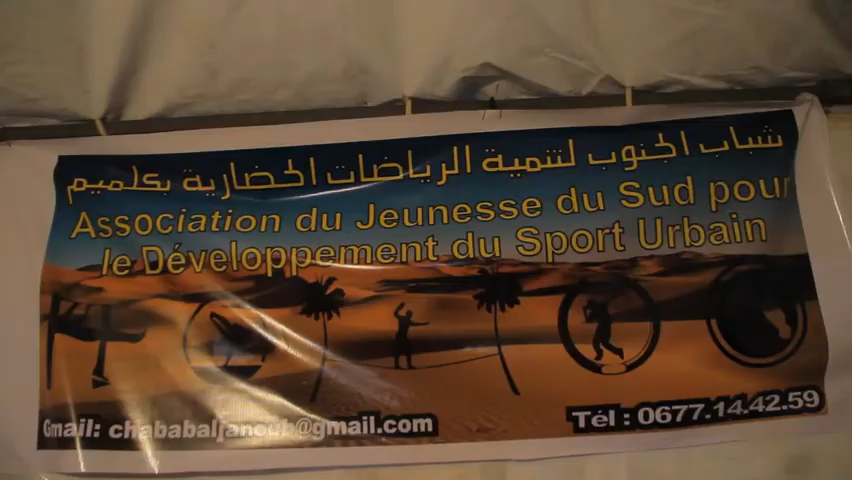 شباب الجنوب لتنمية الرياضات الحضارية بكلميم
Association du Jeunesse du Sud pour
le Développement du Sport Urbain
Gmail: chababaljanoub@gmail.com
Tél : 0677.14.42.59